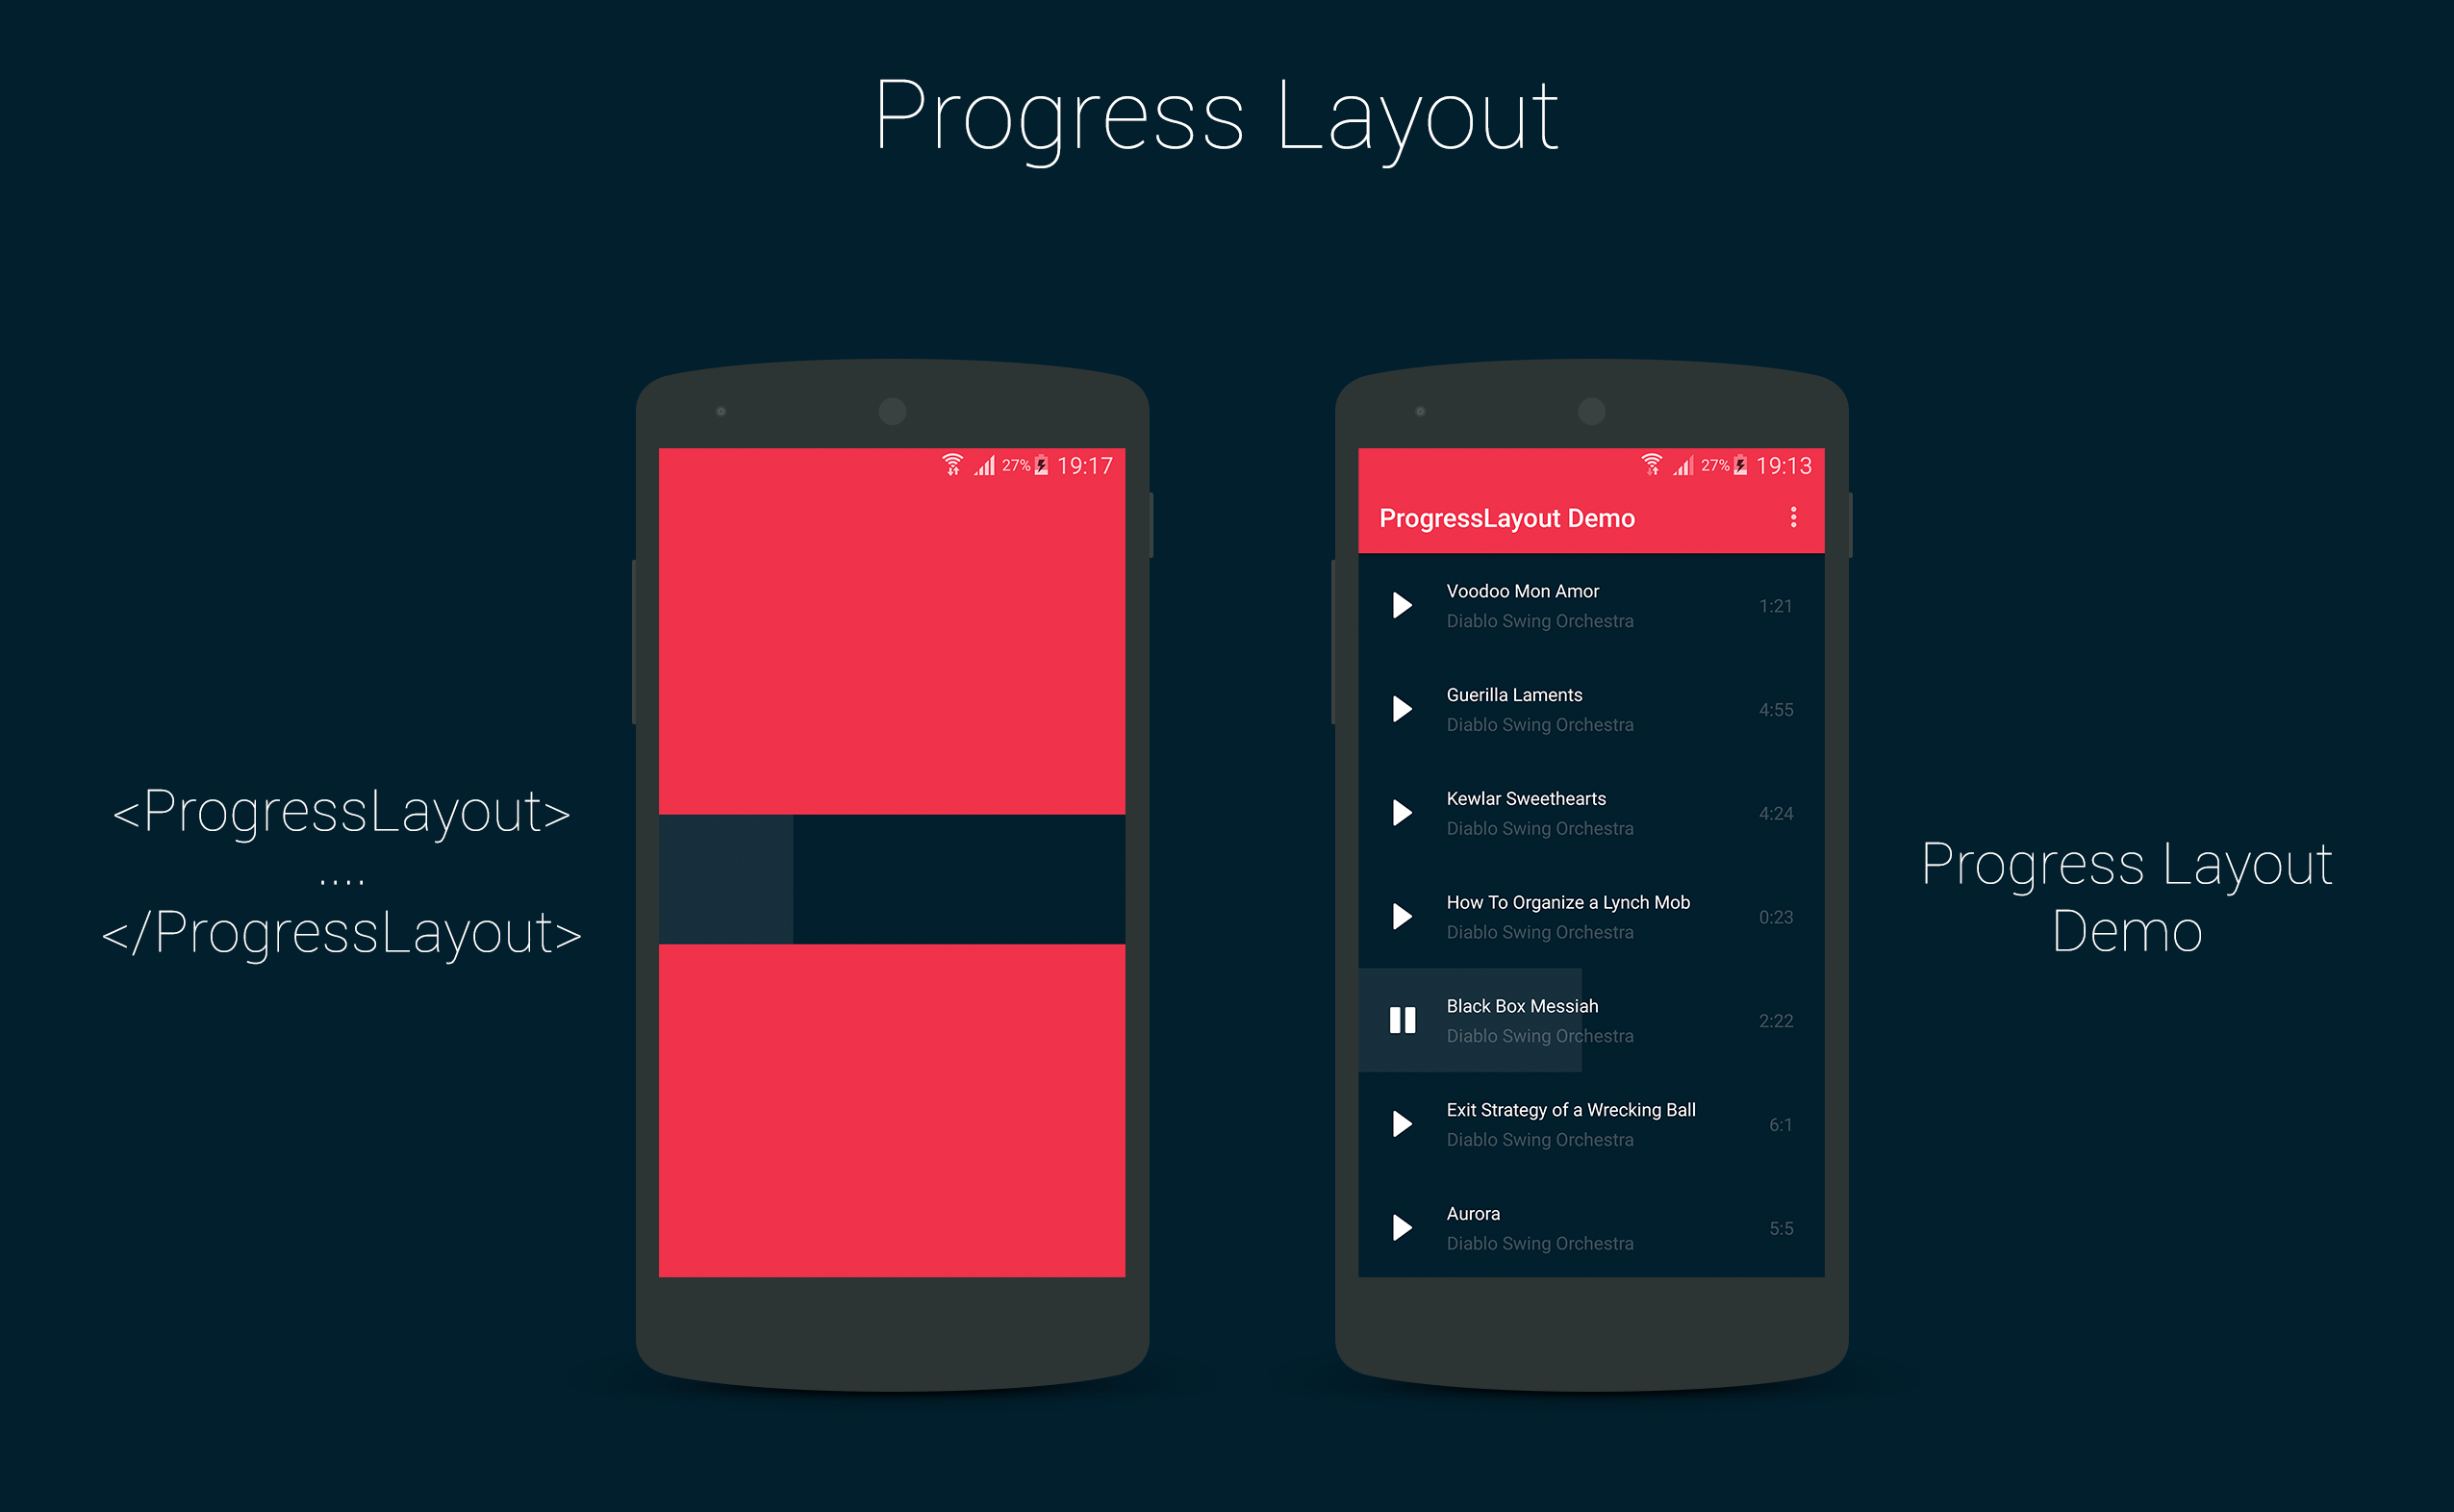 Progress Layout
<ProgressLayout>
....
</ProgressLayout>
27% 19:17
27% 19:13
ProgressLayout Demo
Voodoo Mon Amor
Diablo Swing Orchestra
1:21
Guerilla Laments
Diablo Swing Orchestra
4:55
Kewlar Sweethearts
Diablo Swing Orchestra
4:24
How To Organize a Lynch Mob
Diablo Swing Orchestra
0:23
Black Box Messiah
Diablo Swing Orchestra
2:22
Exit Strategy of a Wrecking Ball
Diablo Swing Orchestra
6:1
Aurora
Diablo Swing Orchestra
5:5
Progress Layout
Demo